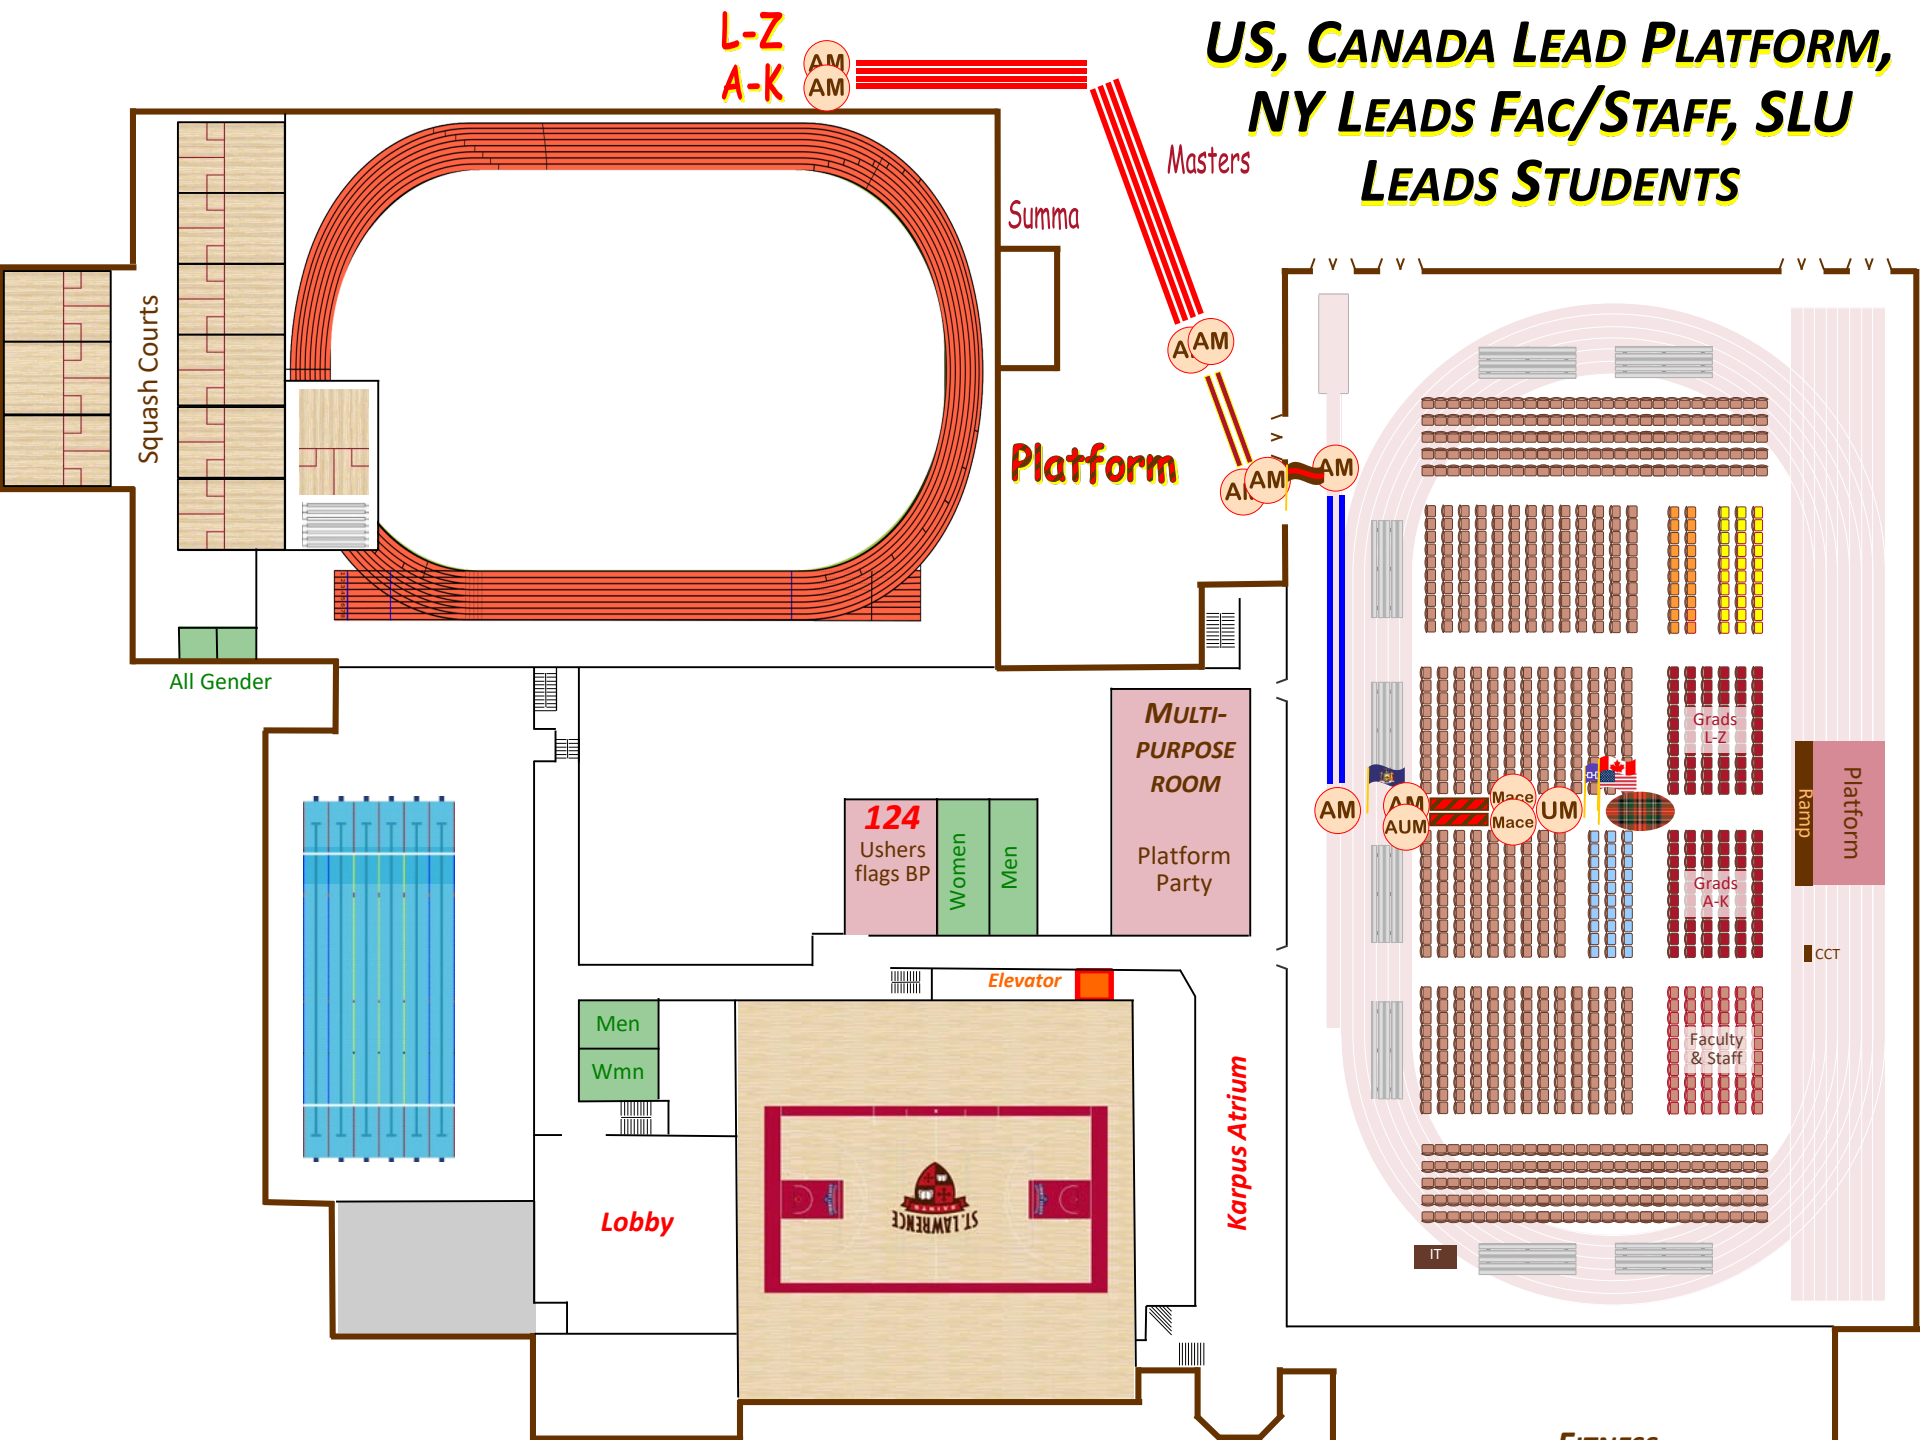 US, CANADA LEAD PLATFORM,
NY LEADS FAC/STAFF, SLU
LEADS STUDENTS
L-Z
A-K
AM
AM
Masters
Summa
Squash Courts
AM
Platform
AM
AM
All Gender
MULTI-
PURPOSE
ROOM
Platform
Party
124
Ushers
flags BP
Women
Men
Grads
L-Z
Ramp
Platform
AM
AM
AUM
Mace
Mace
UM
Grads
A-K
CCT
Elevator
Men
Wmn
Faculty
& Staff
Karpus Atrium
Lobby
ST. LAWRENCE
SAINTS
IT